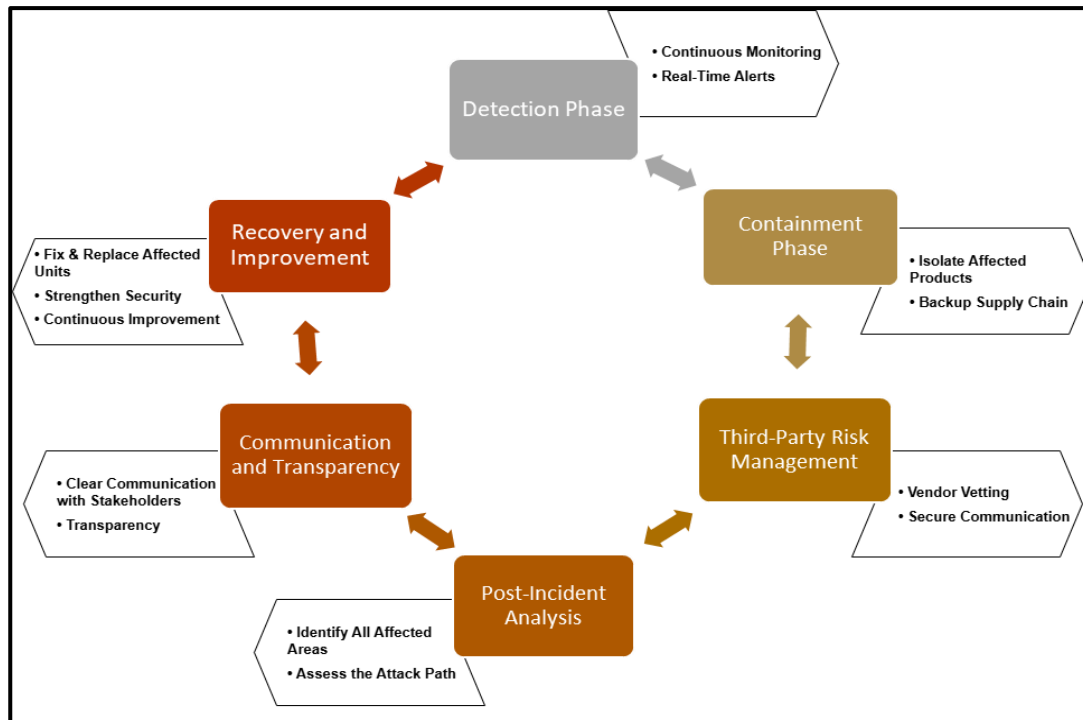 • Continuous Monitoring
• Real-Time Alerts
Detection Phase
Containment
Phase
• Isolate Affected
Products
• Backup Supply Chain
Third-Party Risk
Management
• Vendor Vetting
• Secure Communication
Post-Incident
Analysis
• Identify All Affected
Areas
• Assess the Attack Path
Communication
and Transparency
• Clear Communication
with Stakeholders
• Transparency
Recovery and
Improvement
• Fix & Replace Affected
Units
• Strengthen Security
• Continuous Improvement